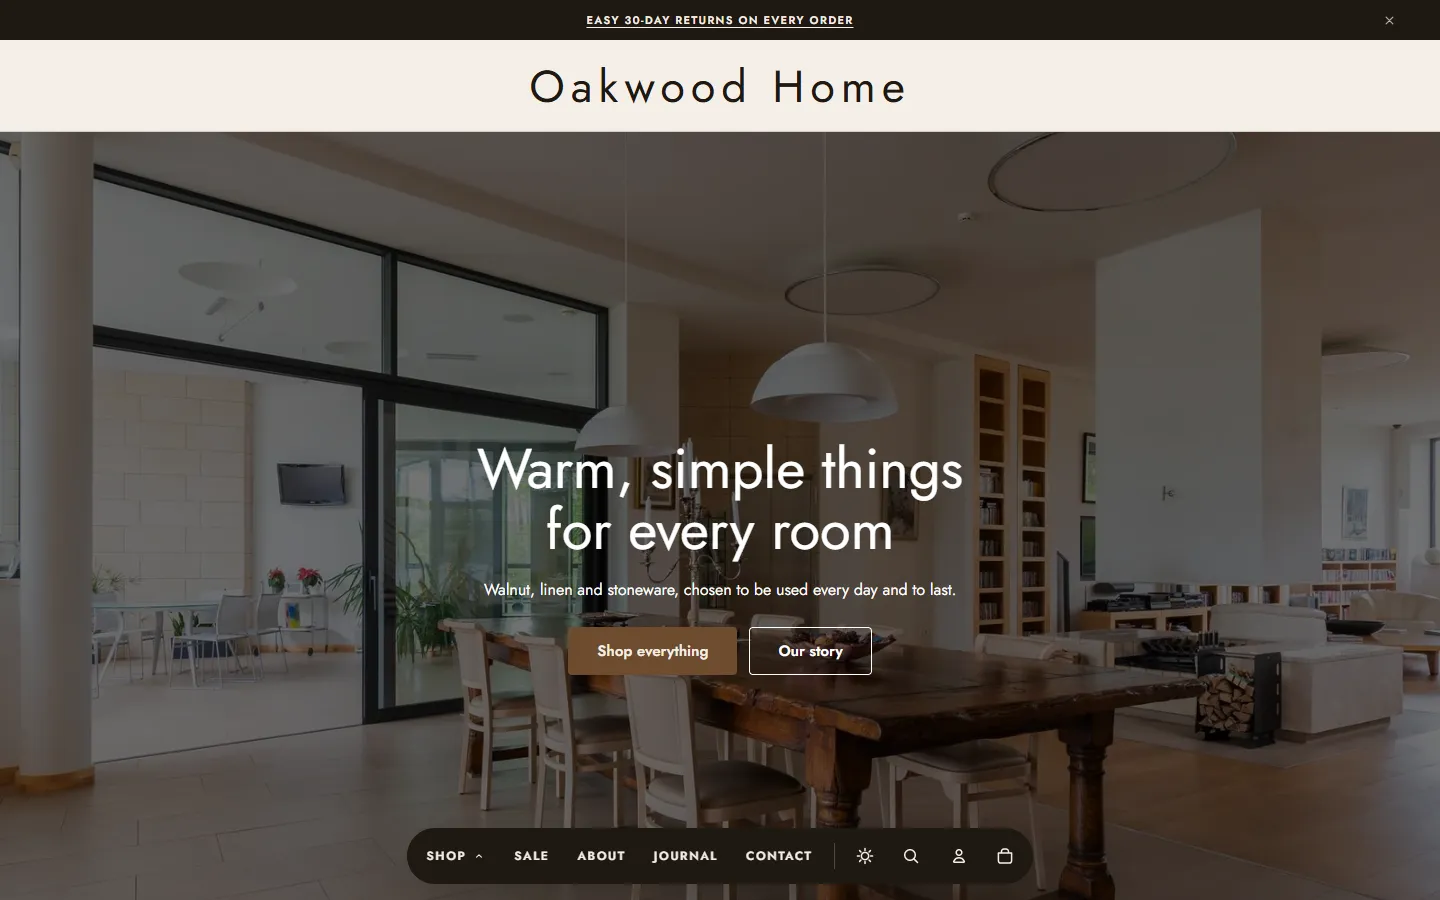 EASY 30-DAY RETURNS ON EVERY ORDER
Oakwood Home
Warm, simple things
for every room
Walnut, linen and stoneware, chosen to be used every day and to last.
Shop everything
Our story
SHOP
SALE
ABOUT
JOURNAL
CONTACT